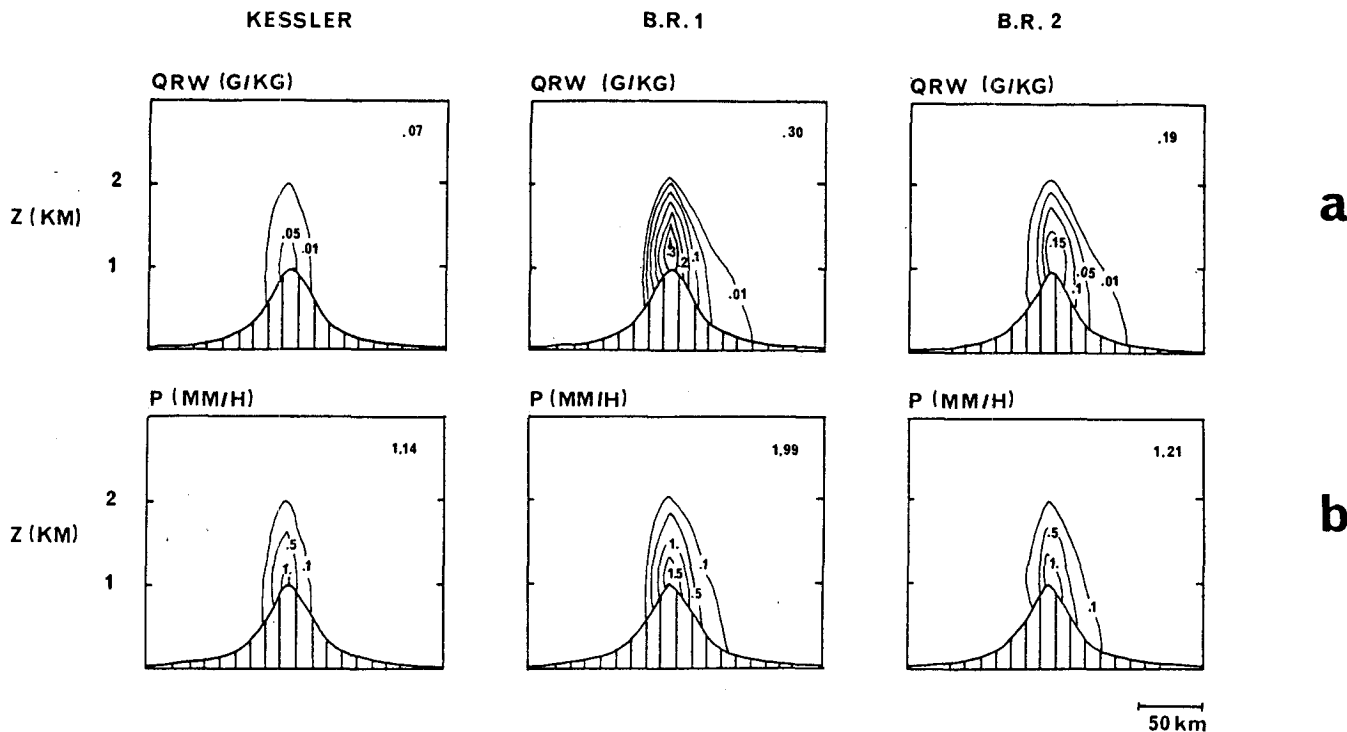 KESSLER B.R. 1 B.R. 2
QRW (G/KG) QRW (G/KG) QRW (G/KG)
.07 .30 .19
2
Z (KM)
1
.05 .01
.3 .2 .1 .01
.15 .05 .01 .1
a
P (MM/H) P (MM/H) P (MM/H)
1,14 1,99 1,21
2
Z (KM)
1
.5 1. .1
1. .1 1.5 .5
.5 1. .1
b
50 km